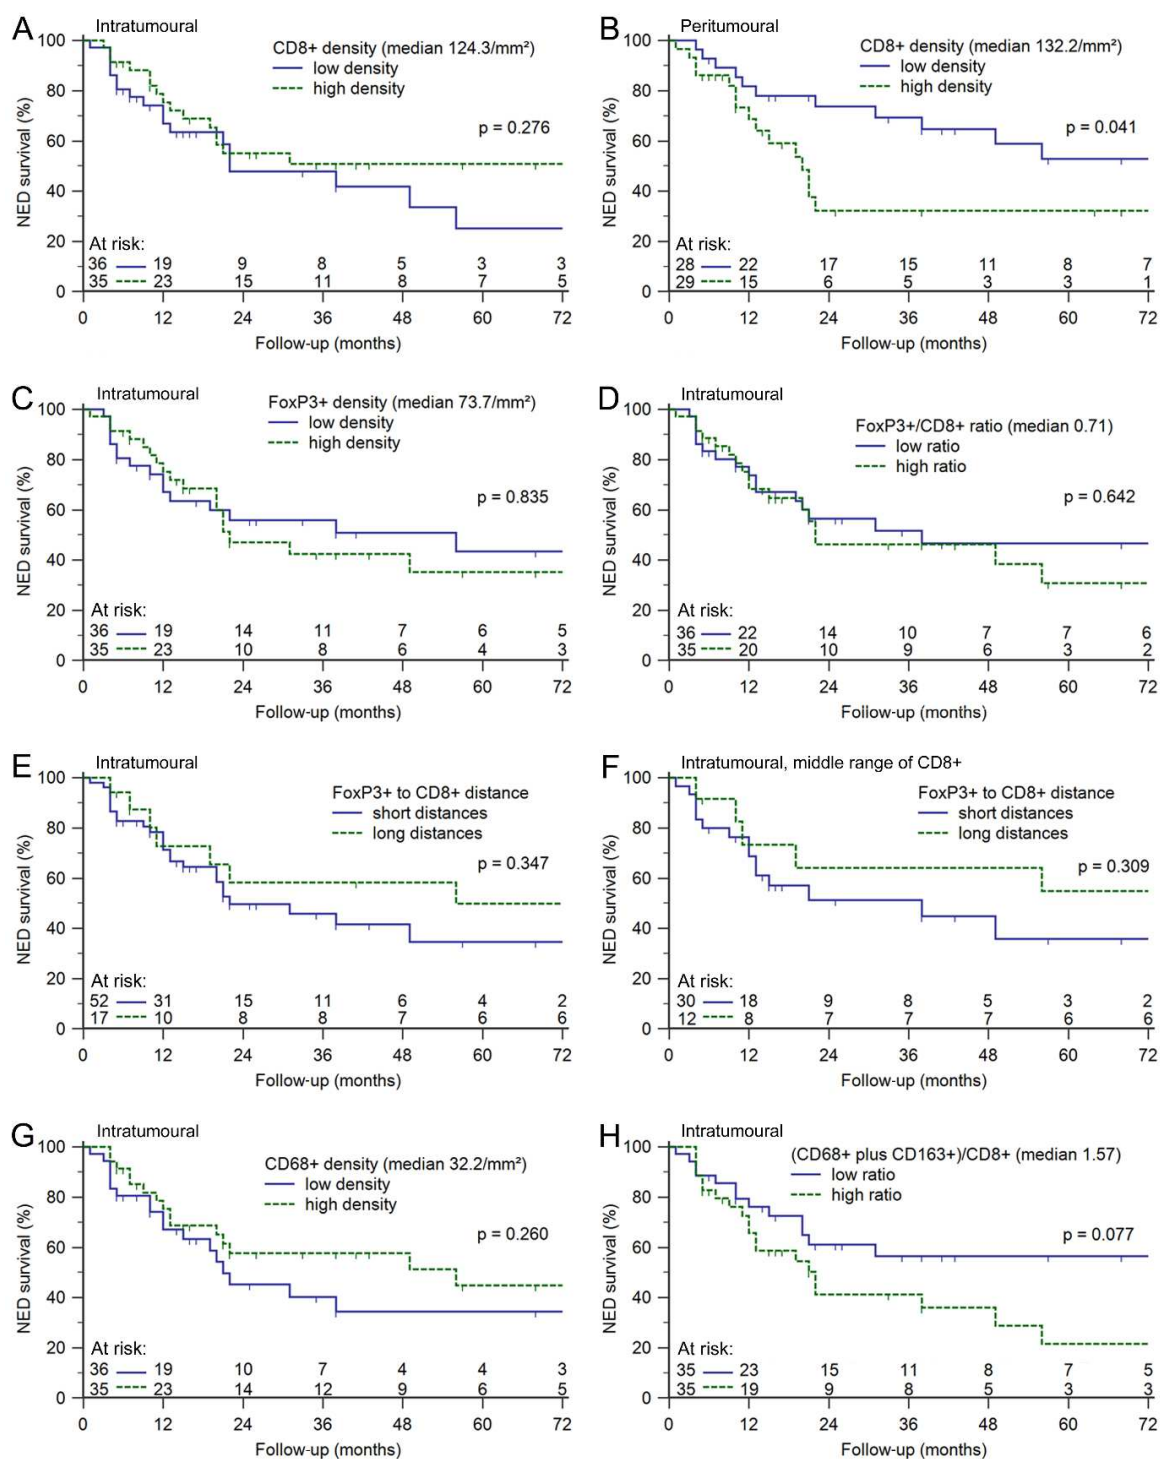 A Intratumoural
CD8+ density (median 124.3/mm²)
low density
high density
p = 0.276
NED survival (%)
100
80
60
40
20
0
At risk:
36 19 9 8 5 3 3
35 23 15 11 8 7 5
0 12 24 36 48 60 72
Follow-up (months)
B Peritumoural
CD8+ density (median 132.2/mm²)
low density
high density
p = 0.041
NED survival (%)
100
80
60
40
20
0
At risk:
28 22 17 15 11 8 7
29 15 6 5 3 3 1
0 12 24 36 48 60 72
Follow-up (months)
C Intratumoural
FoxP3+ density (median 73.7/mm²)
low density
high density
p = 0.835
NED survival (%)
100
80
60
40
20
0
At risk:
36 19 14 11 7 6 5
35 23 10 8 6 4 3
0 12 24 36 48 60 72
Follow-up (months)
D Intratumoural
FoxP3+/CD8+ ratio (median 0.71)
low ratio
high ratio
p = 0.642
NED survival (%)
100
80
60
40
20
0
At risk:
36 22 14 10 7 7 6
35 20 10 9 6 3 2
0 12 24 36 48 60 72
Follow-up (months)
E Intratumoural
FoxP3+ to CD8+ distance
short distances
long distances
p = 0.347
NED survival (%)
100
80
60
40
20
0
At risk:
52 31 15 11 6 4 2
17 10 8 8 7 6 6
0 12 24 36 48 60 72
Follow-up (months)
F Intratumoural, middle range of CD8+
FoxP3+ to CD8+ distance
short distances
long distances
p = 0.309
NED survival (%)
100
80
60
40
20
0
At risk:
30 18 9 8 5 3 2
12 8 7 7 7 6 6
0 12 24 36 48 60 72
Follow-up (months)
G Intratumoural
CD68+ density (median 32.2/mm²)
low density
high density
p = 0.260
NED survival (%)
100
80
60
40
20
0
At risk:
36 19 10 7 4 4 3
35 23 14 12 9 6 5
0 12 24 36 48 60 72
Follow-up (months)
H Intratumoural
(CD68+ plus CD163+)/CD8+ (median 1.57)
low ratio
high ratio
p = 0.077
NED survival (%)
100
80
60
40
20
0
At risk:
35 23 15 11 8 7 5
35 19 9 8 5 3 3
0 12 24 36 48 60 72
Follow-up (months)